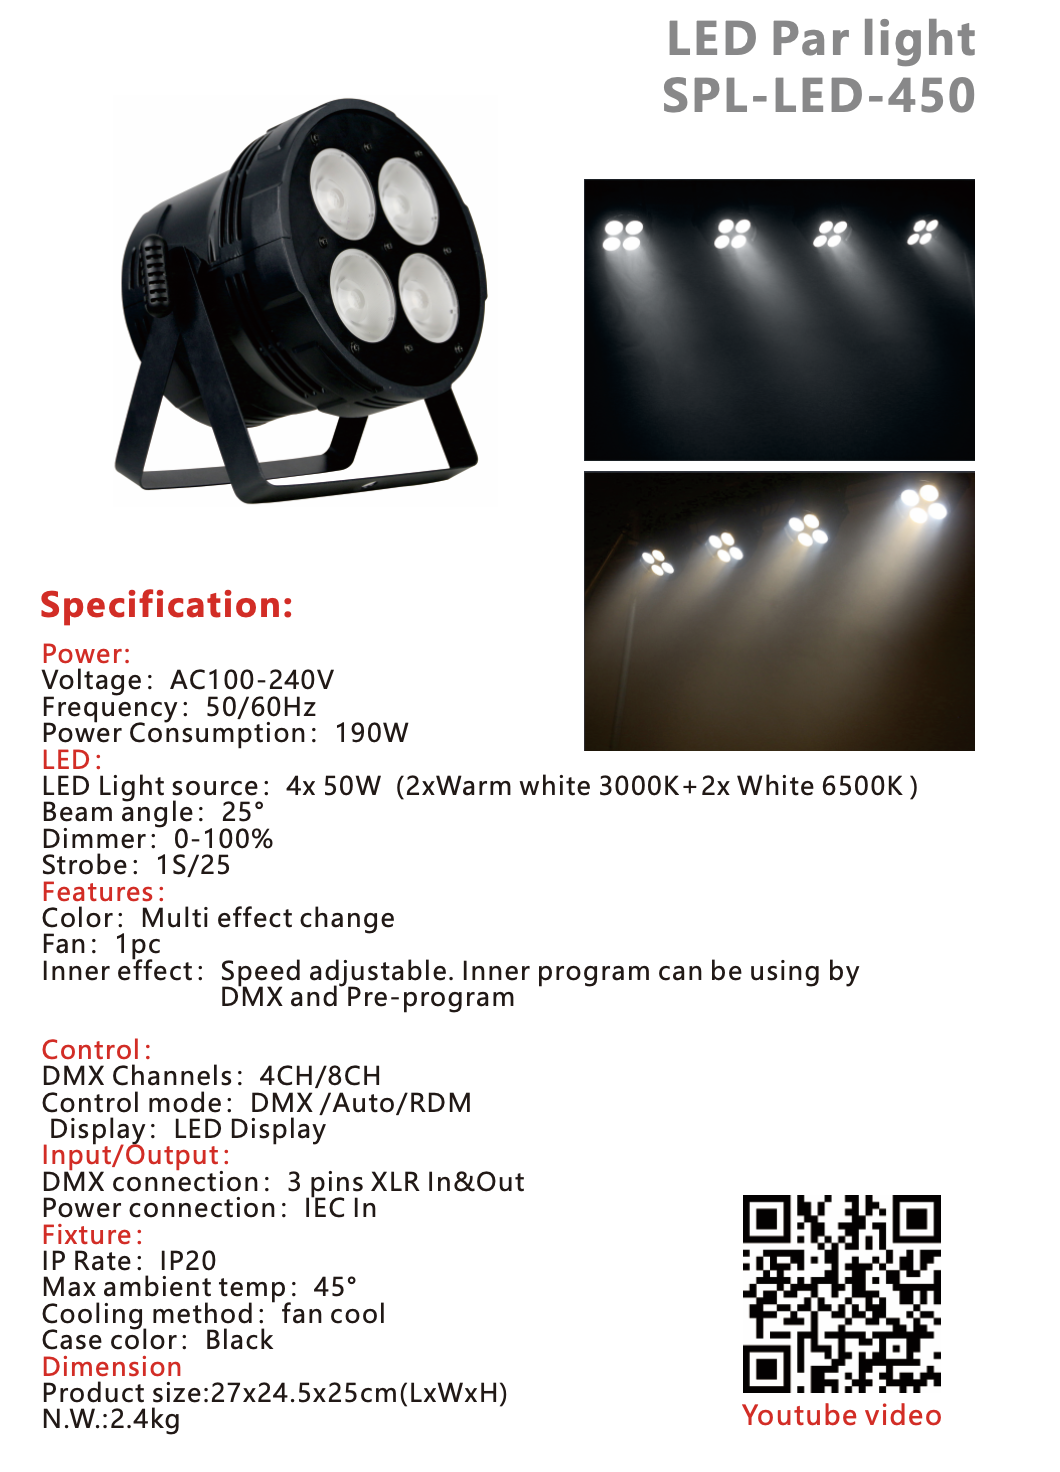 LED Par light
SPL-LED-450
Specification:
Power:
Voltage: AC100-240V
Frequency: 50/60Hz
Power Consumption: 190W
LED:
LED Light source: 4x 50W (2xWarm white 3000K+2x White 6500K )
Beam angle: 25°
Dimmer: 0-100%
Strobe: 1S/25
Features:
Color: Multi effect change
Fan: 1pc
Inner effect: Speed adjustable. Inner program can be using by
DMX and Pre-program
Control:
DMX Channels: 4CH/8CH
Control mode: DMX /Auto/RDM
Display: LED Display
Input/Output:
DMX connection: 3 pins XLR In&Out
Power connection: IEC In
Fixture:
IP Rate: IP20
Max ambient temp: 45°
Cooling method: fan cool
Case color: Black
Dimension
Product size:27x24.5x25cm(LxWxH)
N.W.:2.4kg
Youtube video